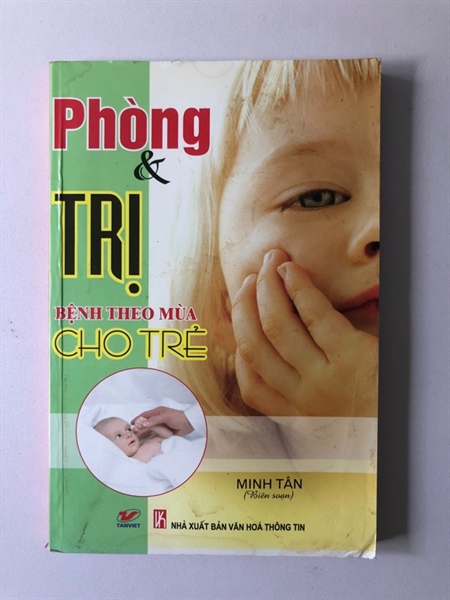 Phòng
&
TRỊ
BỆNH THEO MÙA
CHO TRẺ
MINH TÂN
(Biên soạn)
TANVIET
NHÀ XUẤT BẢN VĂN HOÁ THÔNG TIN